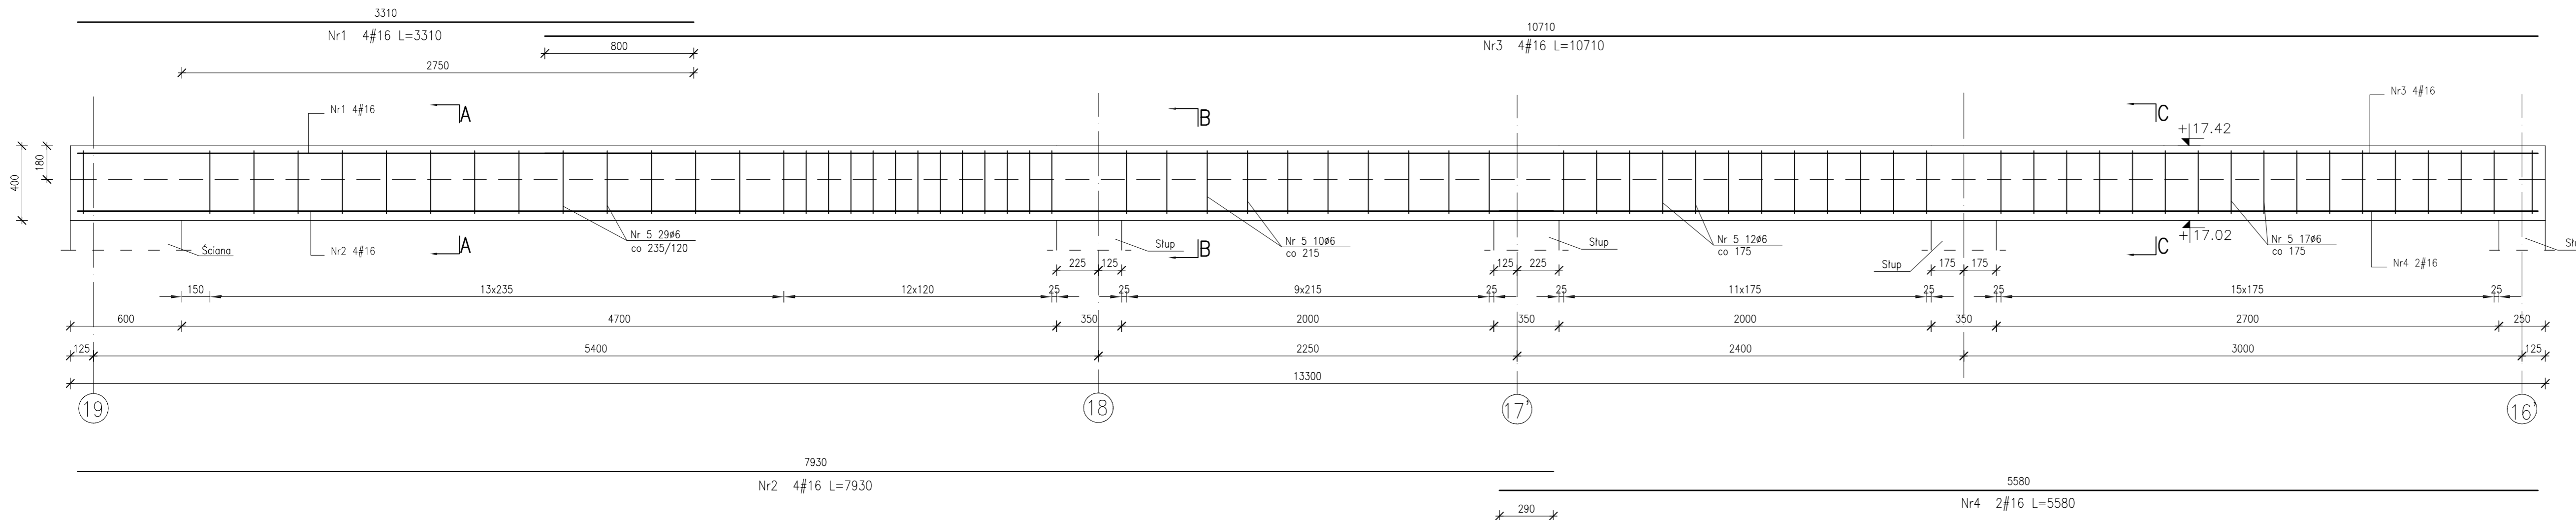 3310
Nr1 4#16 L=3310
10710
Nr3 4#16 L=10710
800
2750
Nr1 4#16
A
B
C
Nr3 4#16
+17.42
400
180
Ściana
Nr2 4#16
A
Nr 5 29ø6
co 235/120
Słup
B
Nr 5 10ø6
co 215
Słup
Nr 5 12ø6
co 175
Słup
C
+17.02
Nr 5 17ø6
co 175
Nr4 2#16
225 125 125 225 175 175
150 13x235 12x120 25 25 9x215 25 25 11x175 25 25 15x175 25
600 4700 350 2000 350 2000 350 2700 250
125 5400 2250 2400 3000 125
13300
19 18 17' 16'
7930
Nr2 4#16 L=7930
5580
Nr4 2#16 L=5580
290